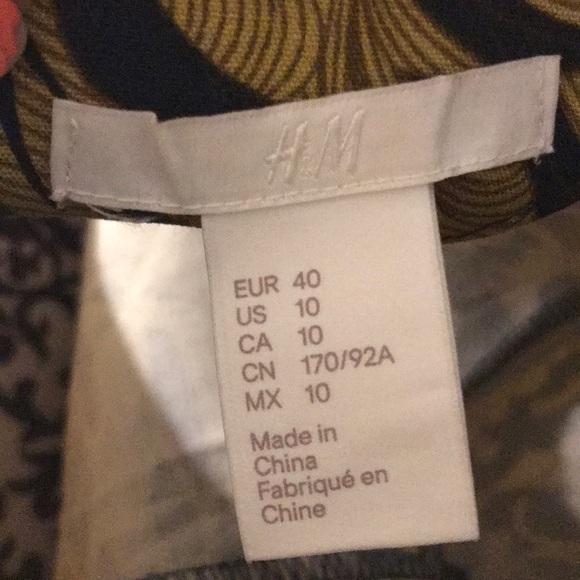 H&M
EUR 40
US 10
CA 10
CN 170/92A
MX 10
Made in
China
Fabriqué en
Chine